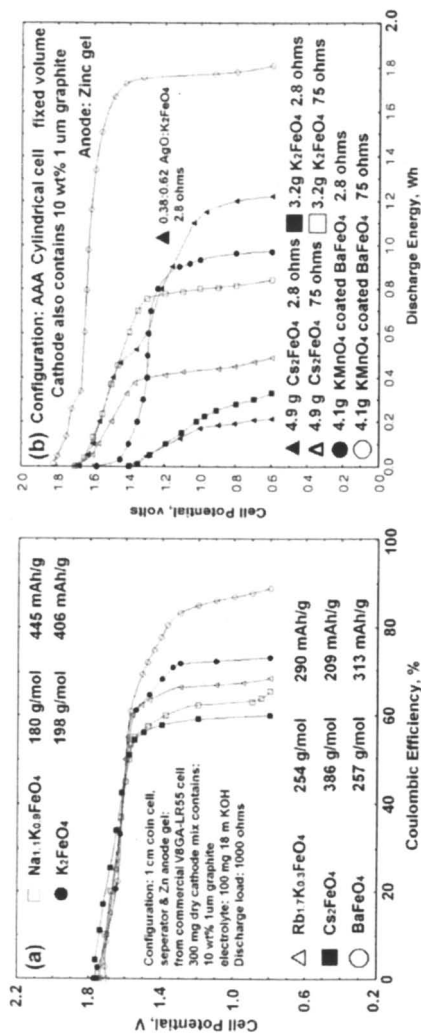 (a)
Na1.1K0.9FeO4 180 g/mol 445 mAh/g
K2FeO4 198 g/mol 406 mAh/g
Configuration: 1 cm coin cell,
seperator & Zn anode gel:
from commercial V8GA-LR55 cell
300 mg dry cathode mix contains:
10 wt% 1um graphite
electrolyte: 100 mg 18 m KOH
Discharge load: 1000 ohms
Rb1.7K0.3FeO4 254 g/mol 290 mAh/g
Cs2FeO4 386 g/mol 209 mAh/g
BaFeO4 257 g/mol 313 mAh/g
Cell Potential, V
2.2
1.8
1.4
1.0
0.6
0.2
0 20 40 60 80 100
Coulombic Efficiency, %
(b) Configuration: AAA Cylindrical cell fixed volume
Cathode also contains 10 wt% 1 um graphite
Anode: Zinc gel
0.38:0.62 AgO:K2FeO4
2.8 ohms
4.9 g Cs2FeO4 2.8 ohms
3.2g K2FeO4 2.8 ohms
4.9 g Cs2FeO4 75 ohms
3.2g K2FeO4 75 ohms
4.1g KMnO4 coated BaFeO4 2.8 ohms
4.1g KMnO4 coated BaFeO4 75 ohms
Cell Potential, volts
2.0
1.8
1.6
1.4
1.2
1.0
0.8
0.6
0.4
0.0 0.2 0.4 0.6 0.8 1.0 1.2 1.4 1.6 1.8 2.0
Discharge Energy, Wh